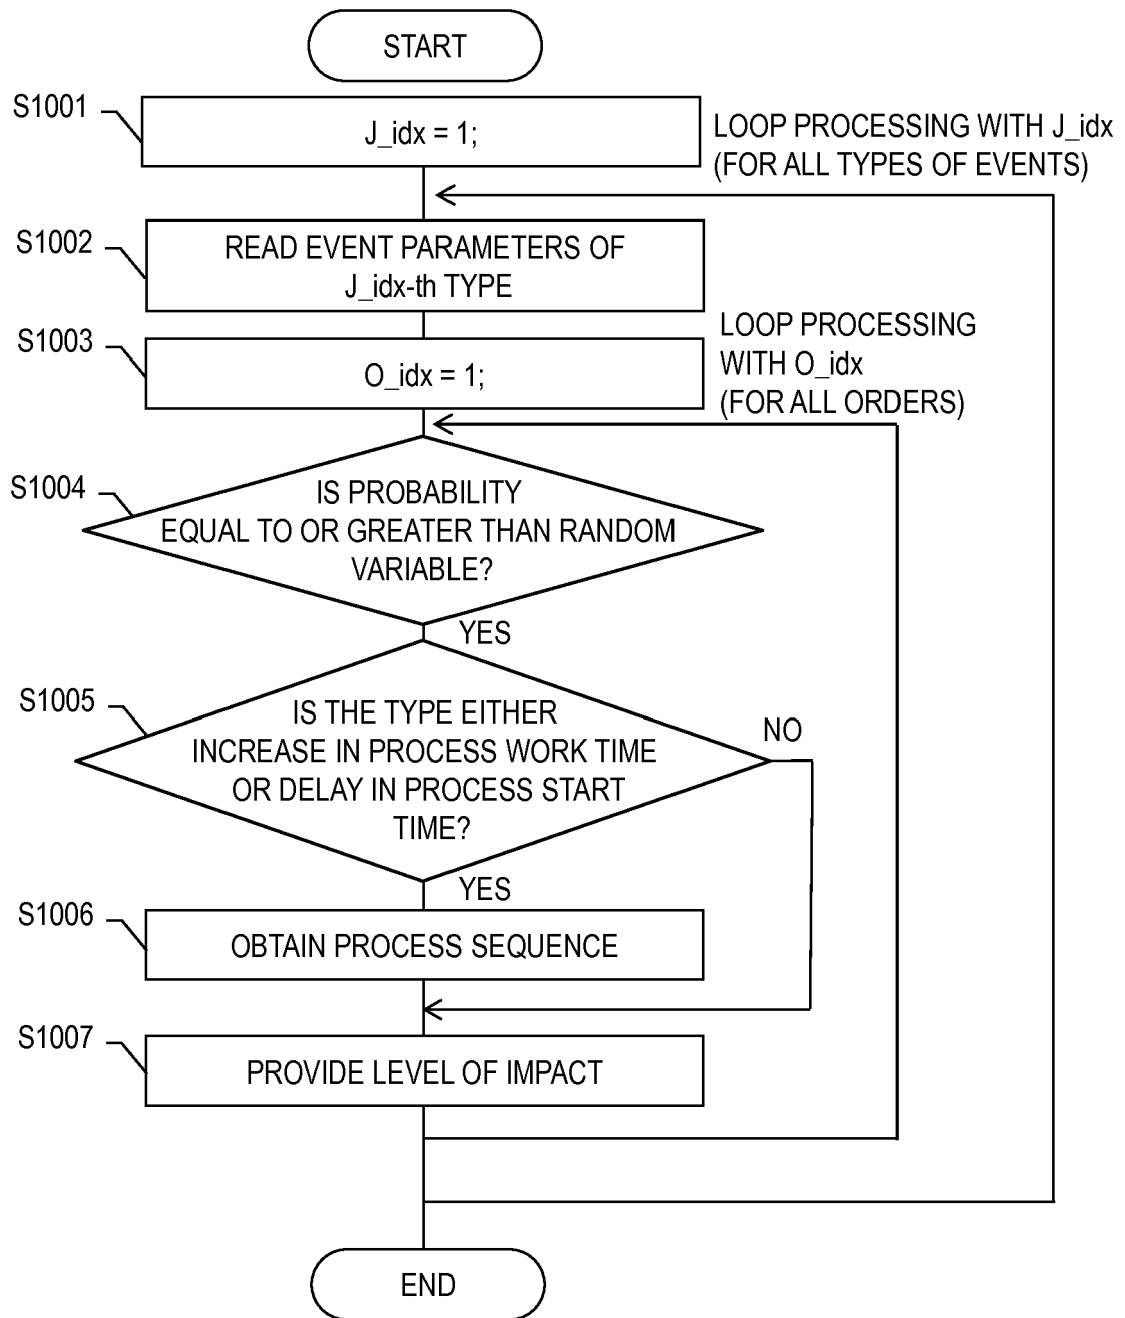 START
S1001
J_idx = 1;
LOOP PROCESSING WITH J_idx
(FOR ALL TYPES OF EVENTS)
S1002
READ EVENT PARAMETERS OF
J_idx-th TYPE
S1003
O_idx = 1;
LOOP PROCESSING
WITH O_idx
(FOR ALL ORDERS)
S1004
IS PROBABILITY
EQUAL TO OR GREATER THAN RANDOM
VARIABLE?
YES
S1005
IS THE TYPE EITHER
INCREASE IN PROCESS WORK TIME
OR DELAY IN PROCESS START
TIME?
NO
YES
S1006
OBTAIN PROCESS SEQUENCE
S1007
PROVIDE LEVEL OF IMPACT
END